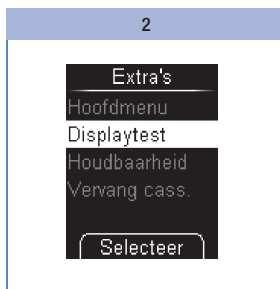 2
Extra's
Hoofdmenu
Displaytest
Houdbaarheid
Vervang cass.
Selecteer